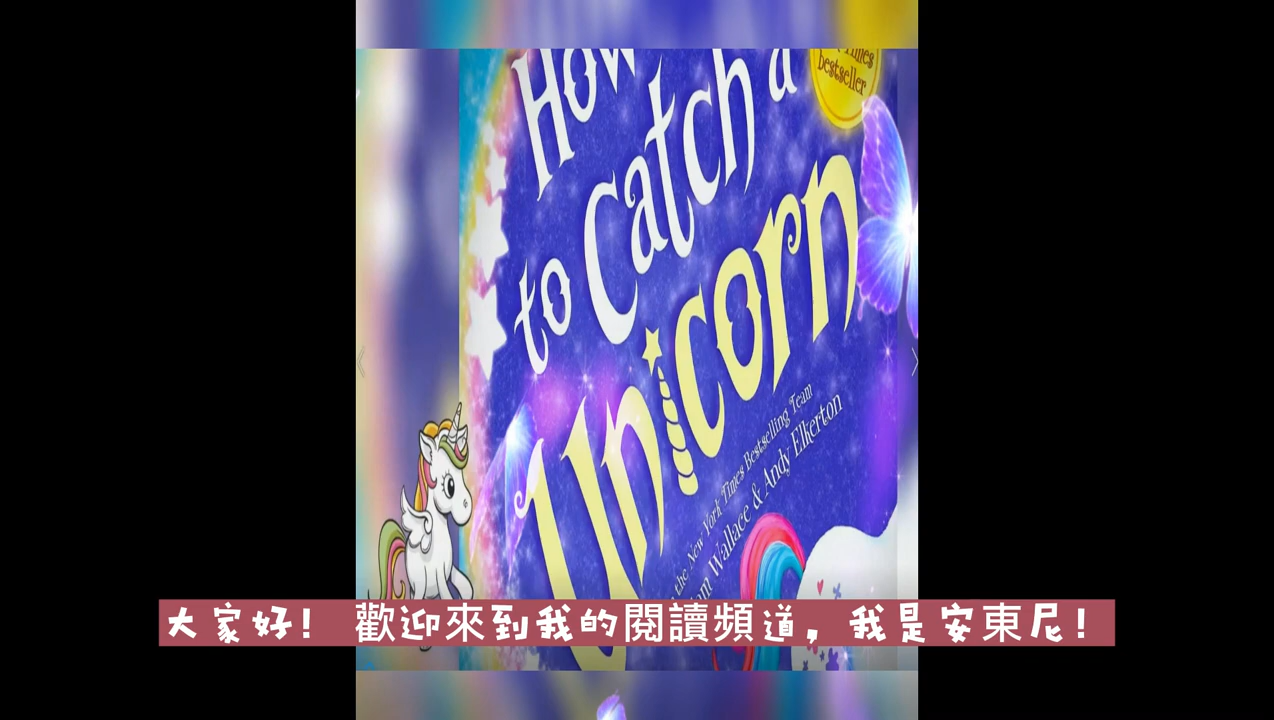 How
to Catch a
Unicorn
Times
bestseller
the New York Times Bestselling Team
Wallace & Andy Elkerton
大家好! 歡迎來到我的閱讀頻道,我是安東尼!